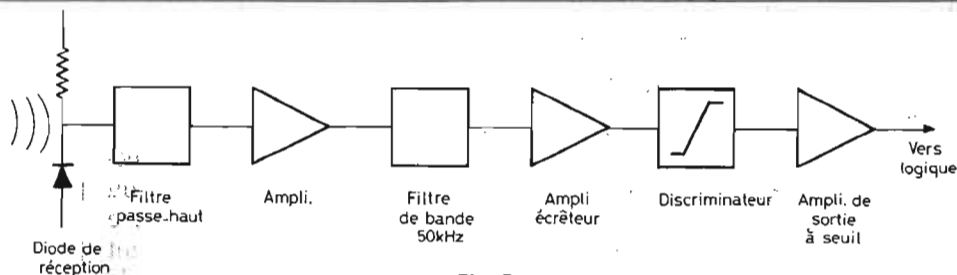 Filtre
passe-haut
Ampli.
Filtre
de bande
50kHz
Ampli
écrêteur
Discriminateur
Ampli. de
sortie
à seuil
Vers
logique
Diode de
réception